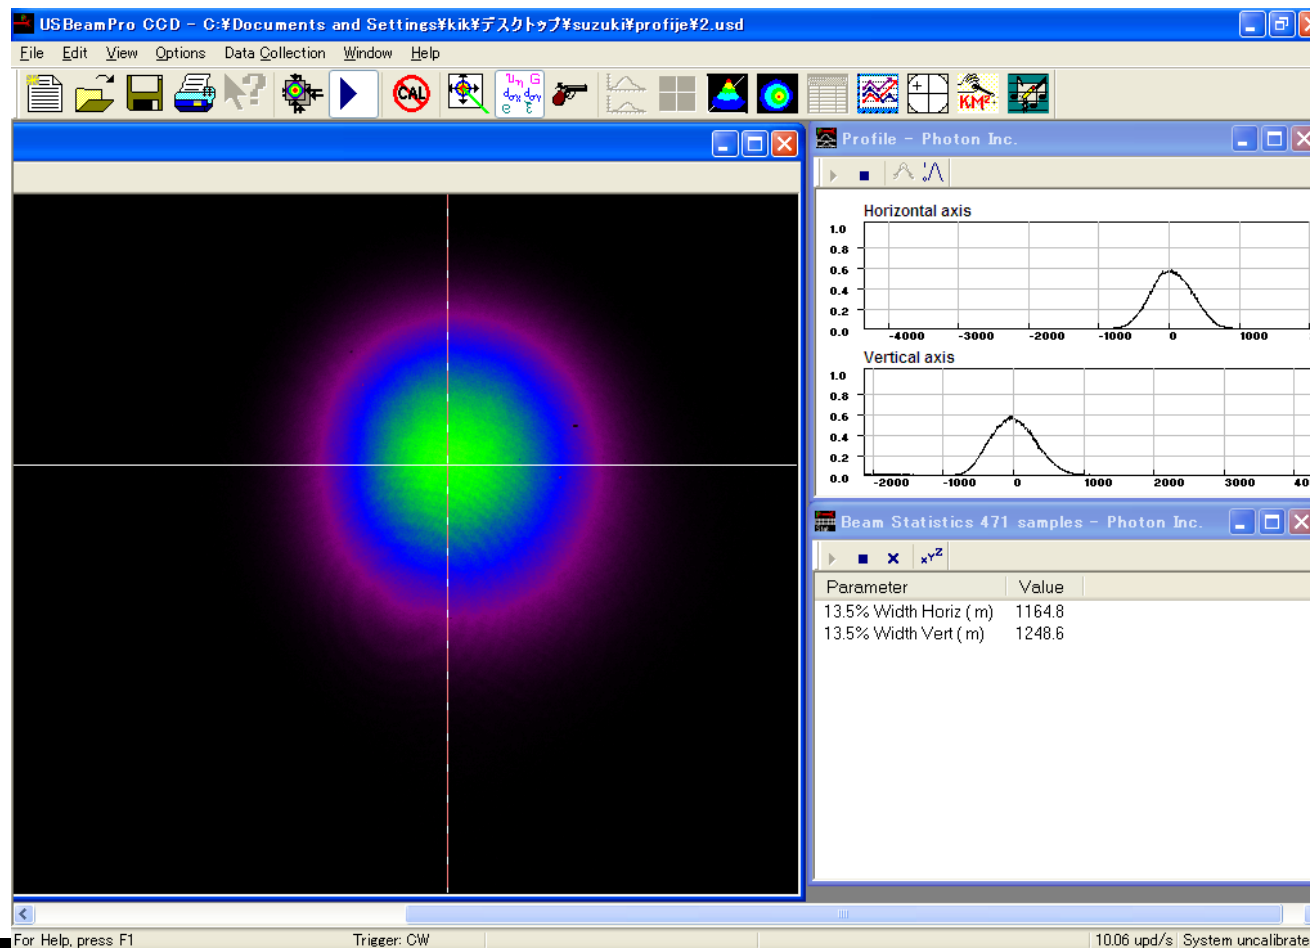 USBeamPro CCD - C:¥Documents and Settings¥kik¥デスクトップ¥suzuki¥profije¥2.usd
File Edit View Options Data Collection Window Help
CAL
KM²
Profile - Photon Inc.
Horizontal axis
1.0
0.8
0.6
0.4
0.2
0.0
-4000 -3000 -2000 -1000 0 1000
Vertical axis
1.0
0.8
0.6
0.4
0.2
0.0
-2000 -1000 0 1000 2000 3000 40
Beam Statistics 471 samples - Photon Inc.
Parameter Value
13.5% Width Horiz ( m) 1164.8
13.5% Width Vert ( m) 1248.6
For Help, press F1 Trigger: CW 10.06 upd/s System uncalibrate